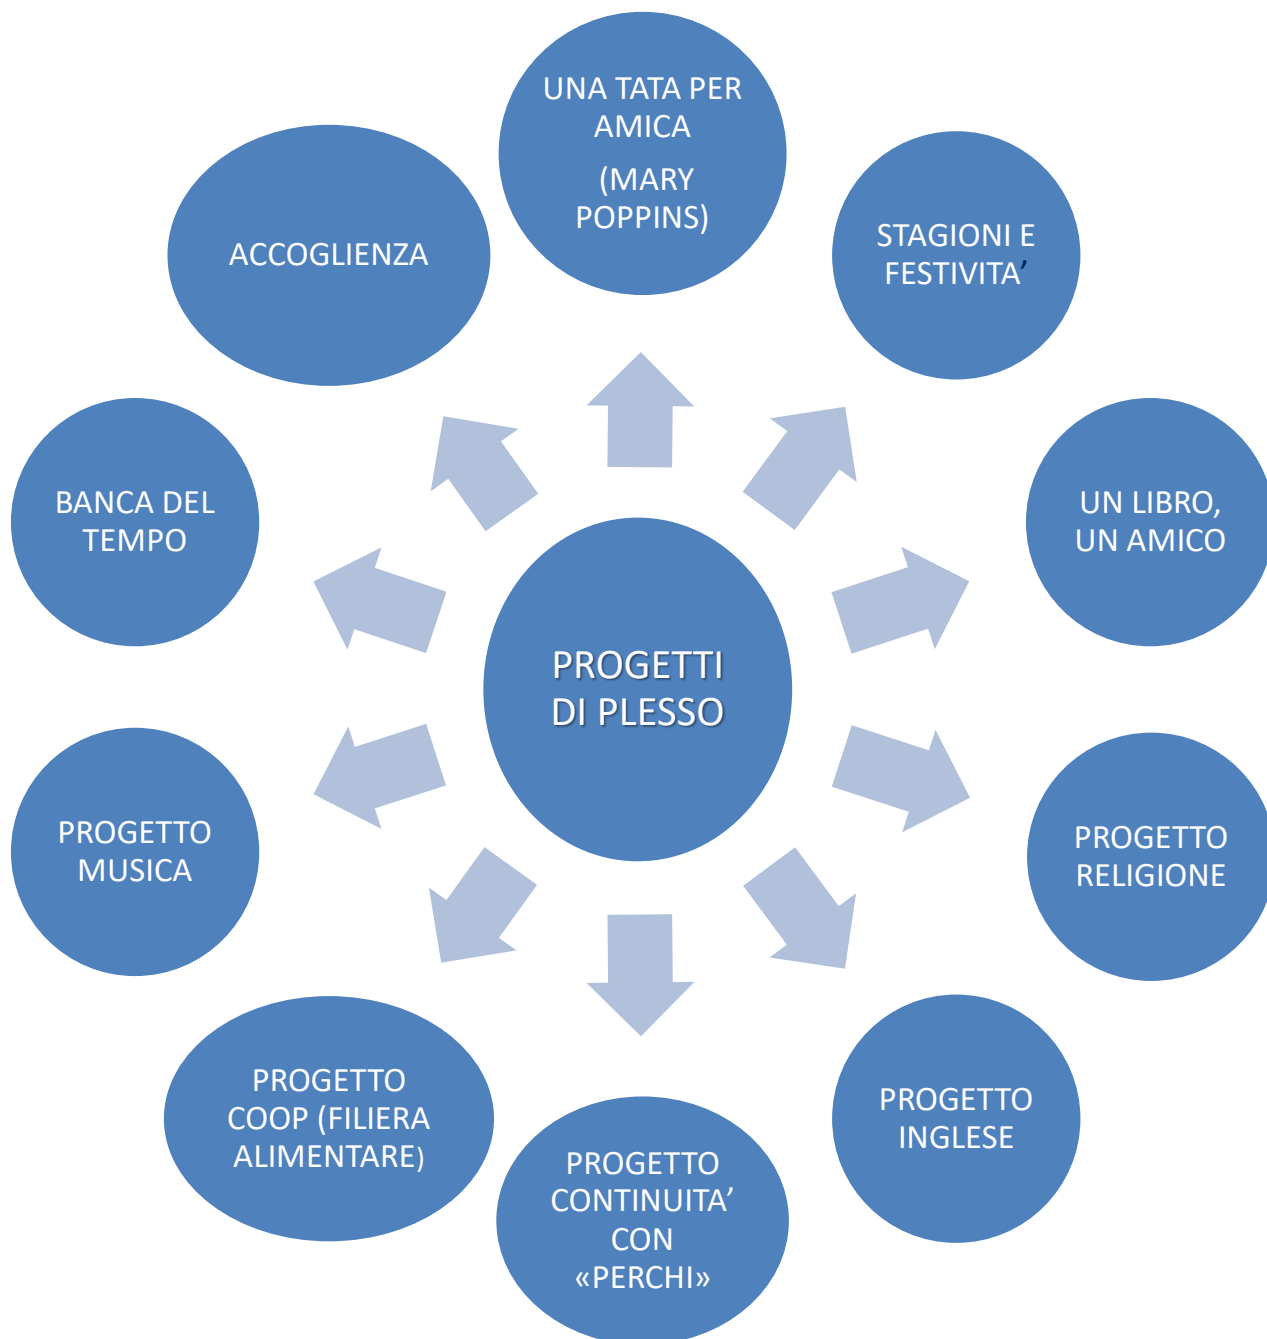 UNA TATA PER
AMICA
(MARY
POPPINS)
STAGIONI E
FESTIVITA’
UN LIBRO,
UN AMICO
PROGETTO
RELIGIONE
PROGETTO
INGLESE
PROGETTO
CONTINUITA’
CON
«PERCHI»
PROGETTO
COOP (FILIERA
ALIMENTARE)
PROGETTO
MUSICA
BANCA DEL
TEMPO
ACCOGLIENZA
PROGETTI
DI PLESSO